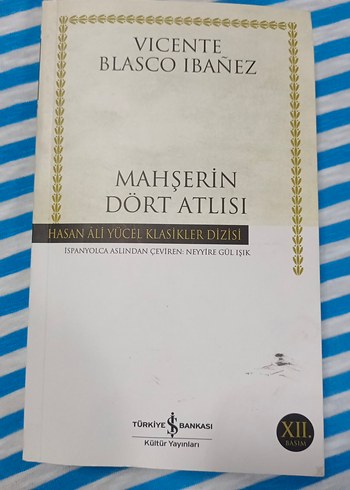 VICENTE
BLASCO IBAÑEZ
MAHŞERİN
DÖRT ATLISI
HASAN ÂLİ YÜCEL KLASİKLER DİZİSİ
İSPANYOLCA ASLINDAN ÇEVİREN: NEYYİRE GÜL IŞIK
XII.
BASIM
TÜRKİYE İŞ BANKASI
Kültür Yayınları